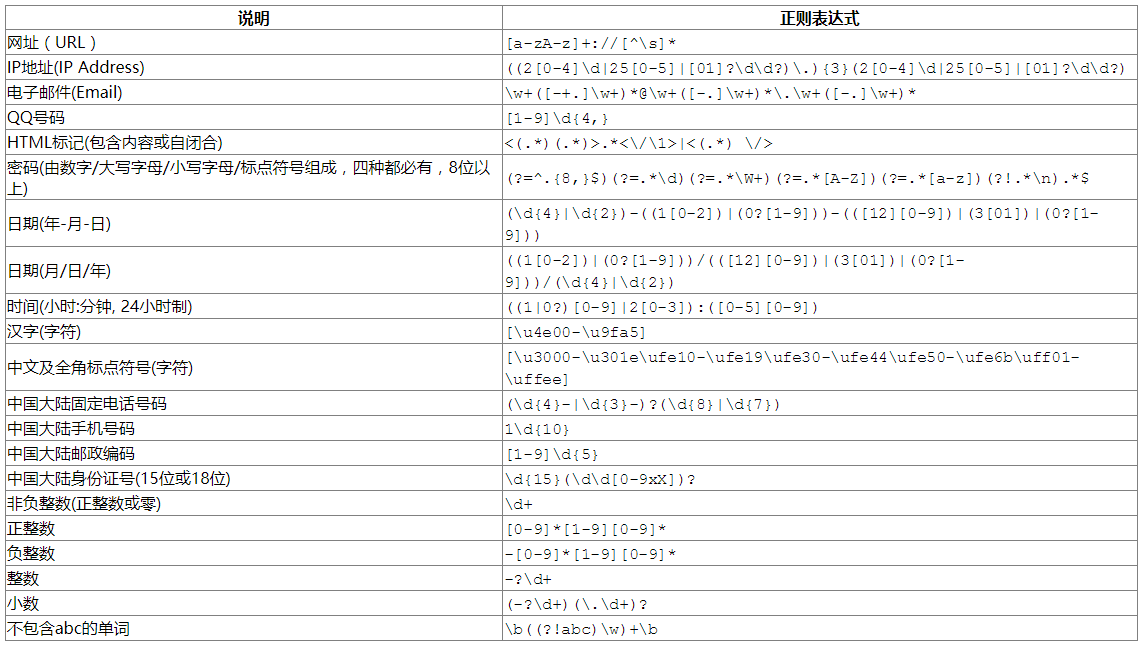 说明 正则表达式
网址（URL） [a-zA-z]+://[^\s]*
IP地址(IP Address) ((2[0-4]\d|25[0-5]|[01]?\d\d?)\.){3}(2[0-4]\d|25[0-5]|[01]?\d\d?)
电子邮件(Email) \w+([-+.]\w+)*@\w+([-.]\w+)*\.\w+([-.]\w+)*
QQ号码 [1-9]\d{4,}
HTML标记(包含内容或自闭合) <(.*)(.*)>.*<\/\1>|<(.*) \/>
密码(由数字/大写字母/小写字母/标点符号组成，四种都必有，8位以
上) (?=^.{8,}$)(?=.*\d)(?=.*\W+)(?=.*[A-Z])(?=.*[a-z])(?!.*\n).*$
日期(年-月-日) (\d{4}|\d{2})-((1[0-2])|(0?[1-9]))-(([12][0-9])|(3[01])|(0?[1-
9]))
日期(月/日/年) ((1[0-2])|(0?[1-9]))/(([12][0-9])|(3[01])|(0?[1-
9]))/(\d{4}|\d{2})
时间(小时:分钟, 24小时制) ((1|0?)[0-9]|2[0-3]):([0-5][0-9])
汉字(字符) [\u4e00-\u9fa5]
中文及全角标点符号(字符) [\u3000-\u301e\ufe10-\ufe19\ufe30-\ufe44\ufe50-\ufe6b\uff01-
\uffee]
中国大陆固定电话号码 (\d{4}-|\d{3}-)?(\d{8}|\d{7})
中国大陆手机号码 1\d{10}
中国大陆邮政编码 [1-9]\d{5}
中国大陆身份证号(15位或18位) \d{15}(\d\d[0-9xX])?
非负整数(正整数或零) \d+
正整数 [0-9]*[1-9][0-9]*
负整数 -[0-9]*[1-9][0-9]*
整数 -?\d+
小数 (-?\d+)(\.\d+)?
不包含abc的单词 \b((?!abc)\w)+\b